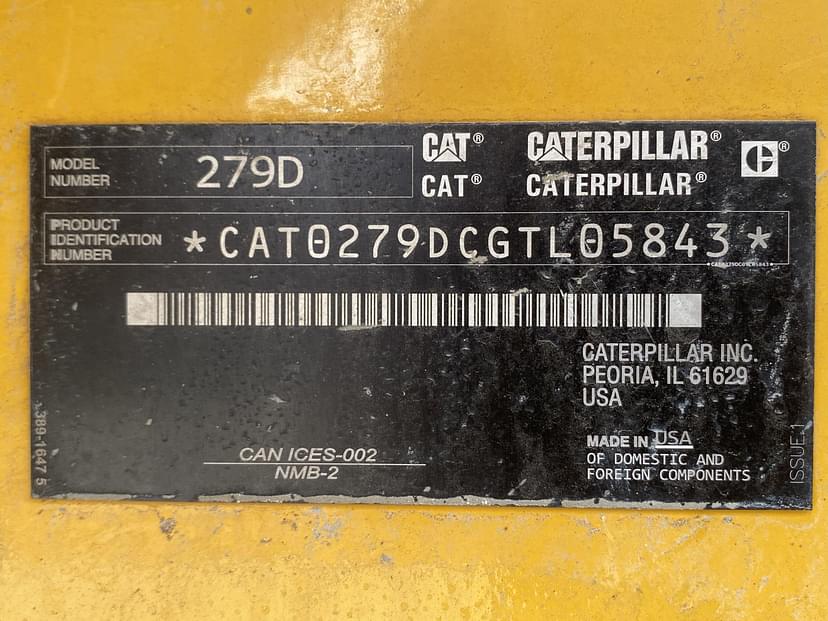 MODEL
NUMBER
279D
CAT®
CATERPILLAR®
C®
CAT®
CATERPILLAR®
PRODUCT
IDENTIFICATION
NUMBER
*CAT0279DCGTL05843*
*CAT0279DCGTL05843*
CATERPILLAR INC.
PEORIA, IL 61629
USA
MADE IN USA
OF DOMESTIC AND
FOREIGN COMPONENTS
CAN ICES-002
NMB-2
389-1647 5
ISSUE 1